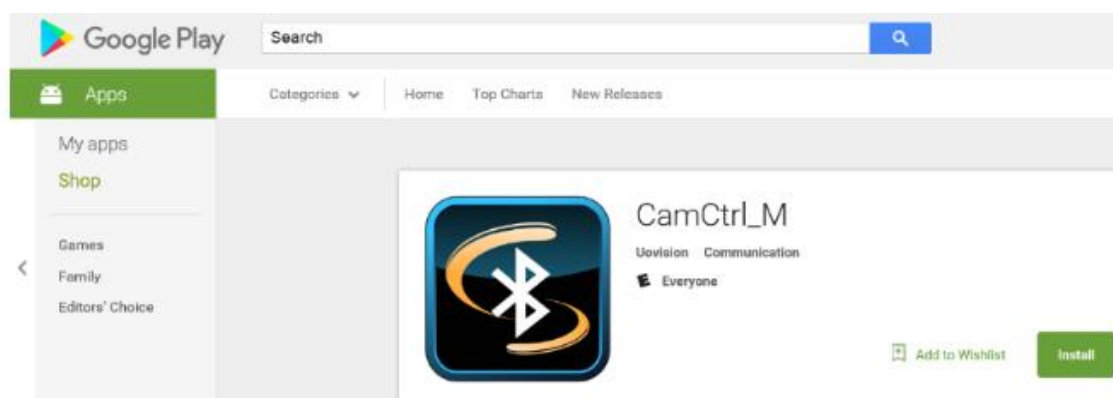 Google Play
Search
Apps
Categories
Home
Top Charts
New Releases
My apps
Shop
Games
Family
Editors' Choice
CamCtrl_M
Uovision Communication
E Everyone
Add to Wishlist
Install